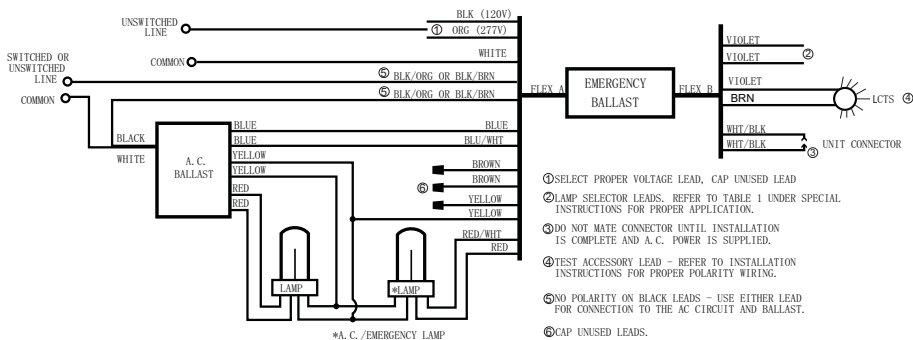 BLK (120V)
UNSWITCHED
LINE
① ORG (277V)
WHITE
COMMON
SWITCHED OR
UNSWITCHED
LINE
⑤ BLK/ORG OR BLK/BRN
⑤ BLK/ORG OR BLK/BRN
COMMON
FLEX A
EMERGENCY
BALLAST
FLEX B
VIOLET
VIOLET
②
VIOLET
BRN
LCTS ④
WHT/BLK
WHT/BLK
③
UNIT CONNECTOR
BLACK
WHITE
A.C.
BALLAST
BLUE
BLUE
YELLOW
YELLOW
RED
RED
BLUE
BLU/WHT
BROWN
BROWN
⑥
YELLOW
YELLOW
RED/WHT
RED
LAMP
*LAMP
*A.C./EMERGENCY LAMP
①SELECT PROPER VOLTAGE LEAD, CAP UNUSED LEAD
②LAMP SELECTOR LEADS. REFER TO TABLE 1 UNDER SPECIAL
INSTRUCTIONS FOR PROPER APPLICATION.
③DO NOT MATE CONNECTOR UNTIL INSTALLATION
IS COMPLETE AND A.C. POWER IS SUPPLIED.
④TEST ACCESSORY LEAD - REFER TO INSTALLATION
INSTRUCTIONS FOR PROPER POLARITY WIRING.
⑤NO POLARITY ON BLACK LEADS - USE EITHER LEAD
FOR CONNECTION TO THE AC CIRCUIT AND BALLAST.
⑥CAP UNUSED LEADS.